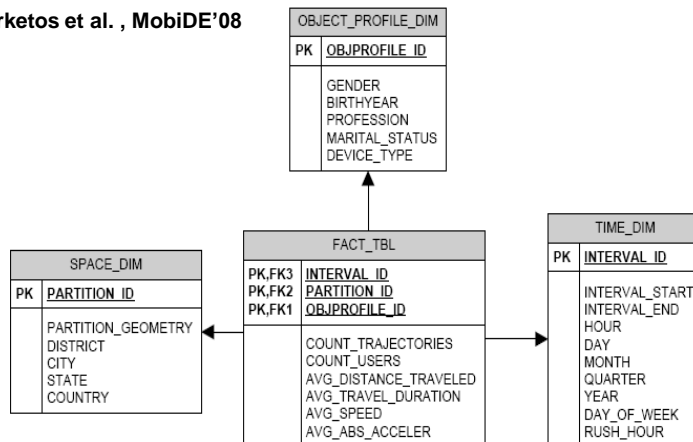 rketos et al. , MobiDE’08
OBJECT_PROFILE_DIM
PK OBJPROFILE_ID
GENDER
BIRTHYEAR
PROFESSION
MARITAL_STATUS
DEVICE_TYPE
SPACE_DIM
PK PARTITION_ID
PARTITION_GEOMETRY
DISTRICT
CITY
STATE
COUNTRY
FACT_TBL
PK,FK3 INTERVAL_ID
PK,FK2 PARTITION_ID
PK,FK1 OBJPROFILE_ID
COUNT_TRAJECTORIES
COUNT_USERS
AVG_DISTANCE_TRAVELED
AVG_TRAVEL_DURATION
AVG_SPEED
AVG_ABS_ACCELER
TIME_DIM
PK INTERVAL_ID
INTERVAL_START
INTERVAL_END
HOUR
DAY
MONTH
QUARTER
YEAR
DAY_OF_WEEK
RUSH_HOUR